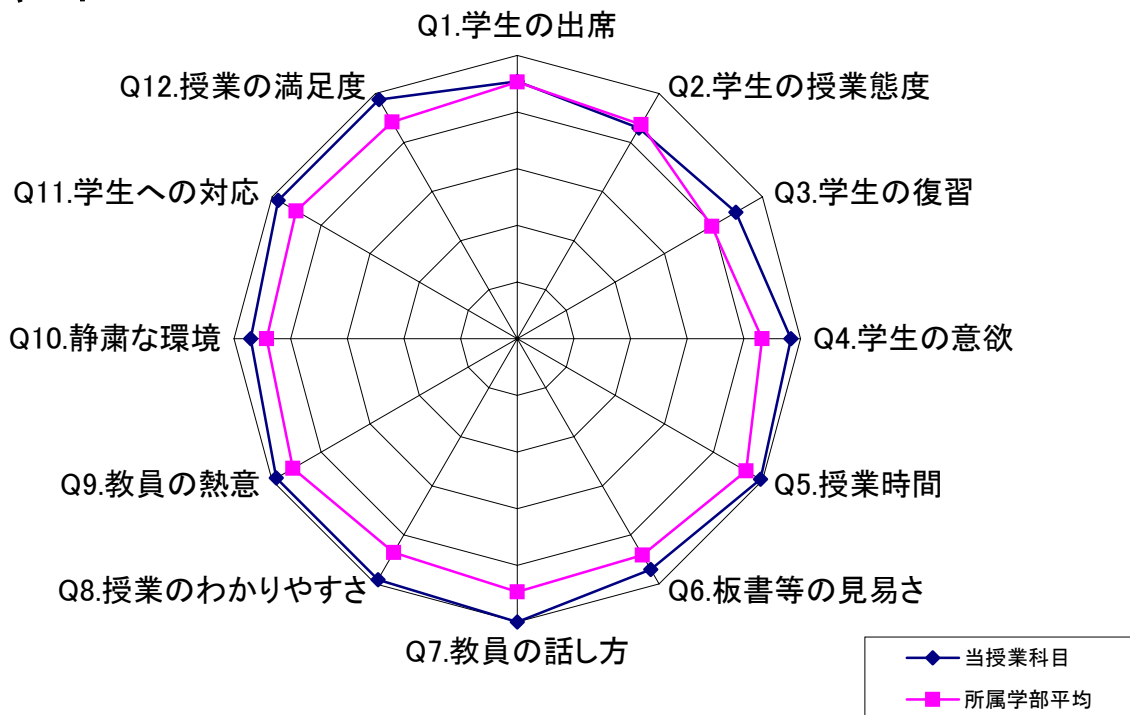 Q1.学生の出席
Q2.学生の授業態度
Q3.学生の復習
Q4.学生の意欲
Q5.授業時間
Q6.板書等の見易さ
Q7.教員の話し方
Q8.授業のわかりやすさ
Q9.教員の熱意
Q10.静粛な環境
Q11.学生への対応
Q12.授業の満足度
当授業科目
所属学部平均